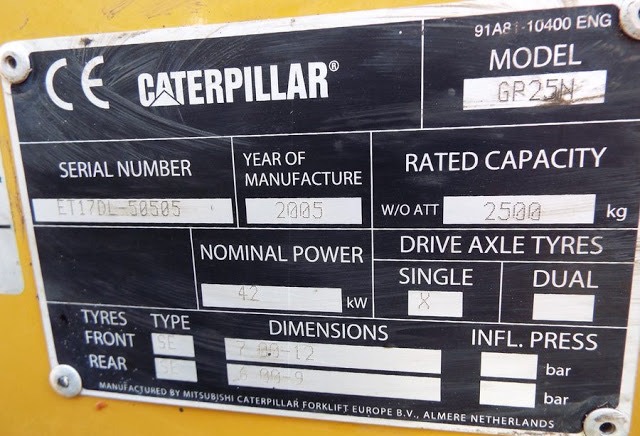 91A81-10400 ENG
CE CATERPILLAR® MODEL
GP25N
SERIAL NUMBER
ET17DL-50505
YEAR OF
MANUFACTURE
2005
RATED CAPACITY
W/O ATT 2500 kg
NOMINAL POWER
42 kW
DRIVE AXLE TYRES
SINGLE DUAL
X
TYRES TYPE DIMENSIONS INFL. PRESS
FRONT SE 7 00-12 bar
REAR SE 6 00-9 bar
MANUFACTURED BY MITSUBISHI CATERPILLAR FORKLIFT EUROPE B.V., ALMERE NETHERLANDS